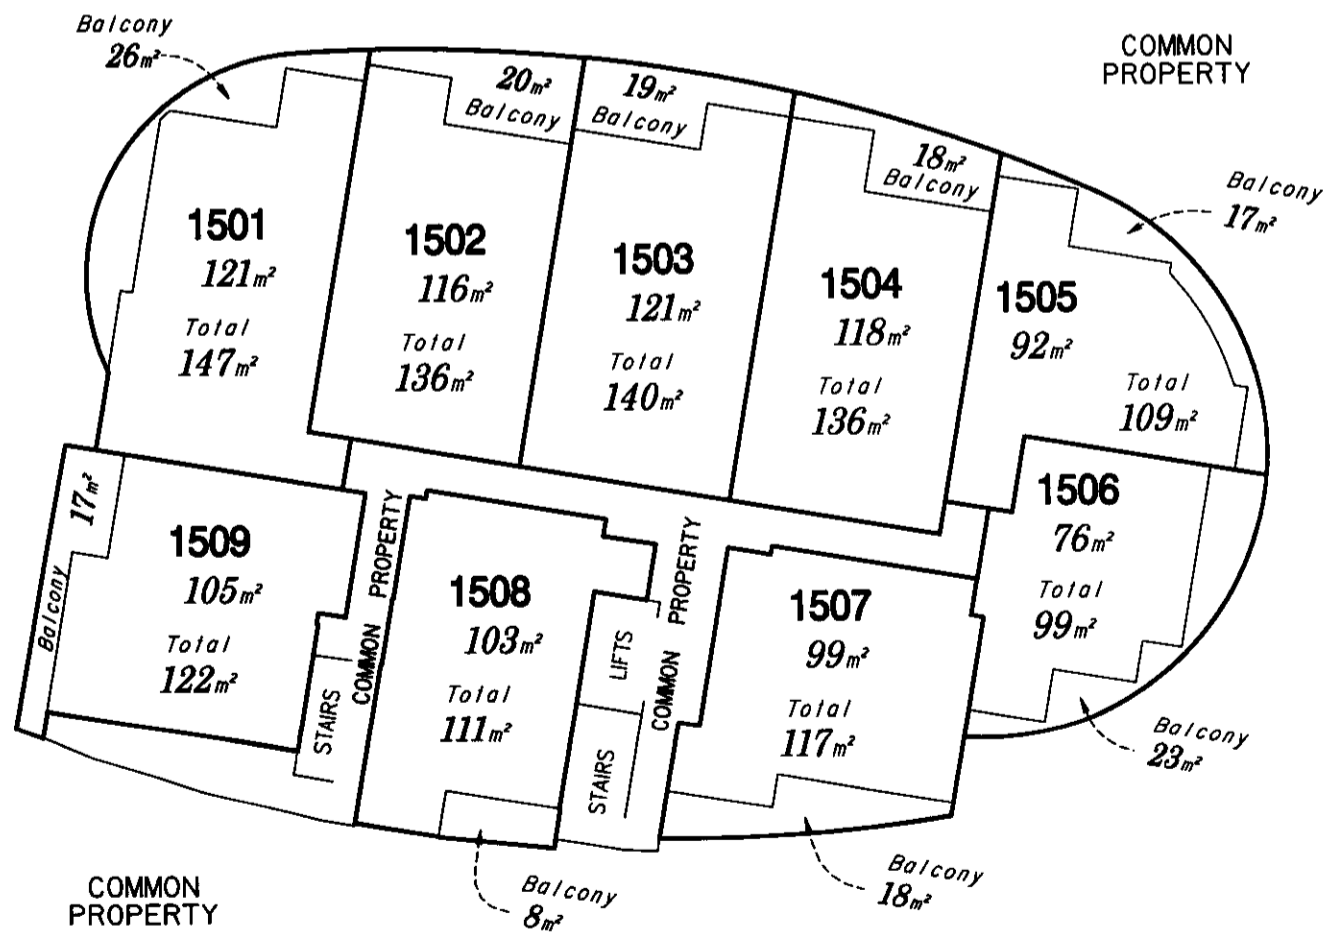 Balcony
26m²
COMMON
PROPERTY
20m²
Balcony
19m²
Balcony
18m²
Balcony
Balcony
17m²
1501
121m²
Total
147m²
1502
116m²
Total
136m²
1503
121m²
Total
140m²
1504
118m²
Total
136m²
1505
92m²
Total
109m²
1506
76m²
Total
99m²
Balcony
23m²
17m²
Balcony
1509
105m²
Total
122m²
STAIRS
COMMON PROPERTY
1508
103m²
Total
111m²
LIFTS
STAIRS
COMMON PROPERTY
1507
99m²
Total
117m²
Balcony
18m²
Balcony
8m²
COMMON
PROPERTY